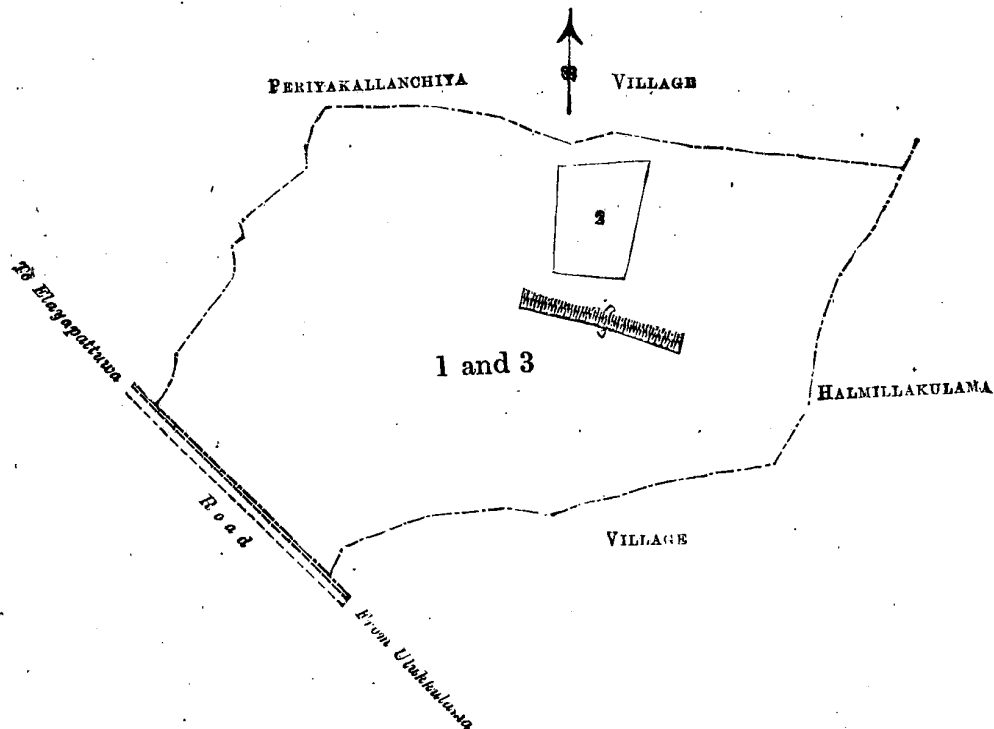 PERIYAKALLANCHIYA VILLAGE
2
To Elayapattuwa
1 and 3
HALMILLAKULAMA
Road
VILLAGE
From Ulukkulama